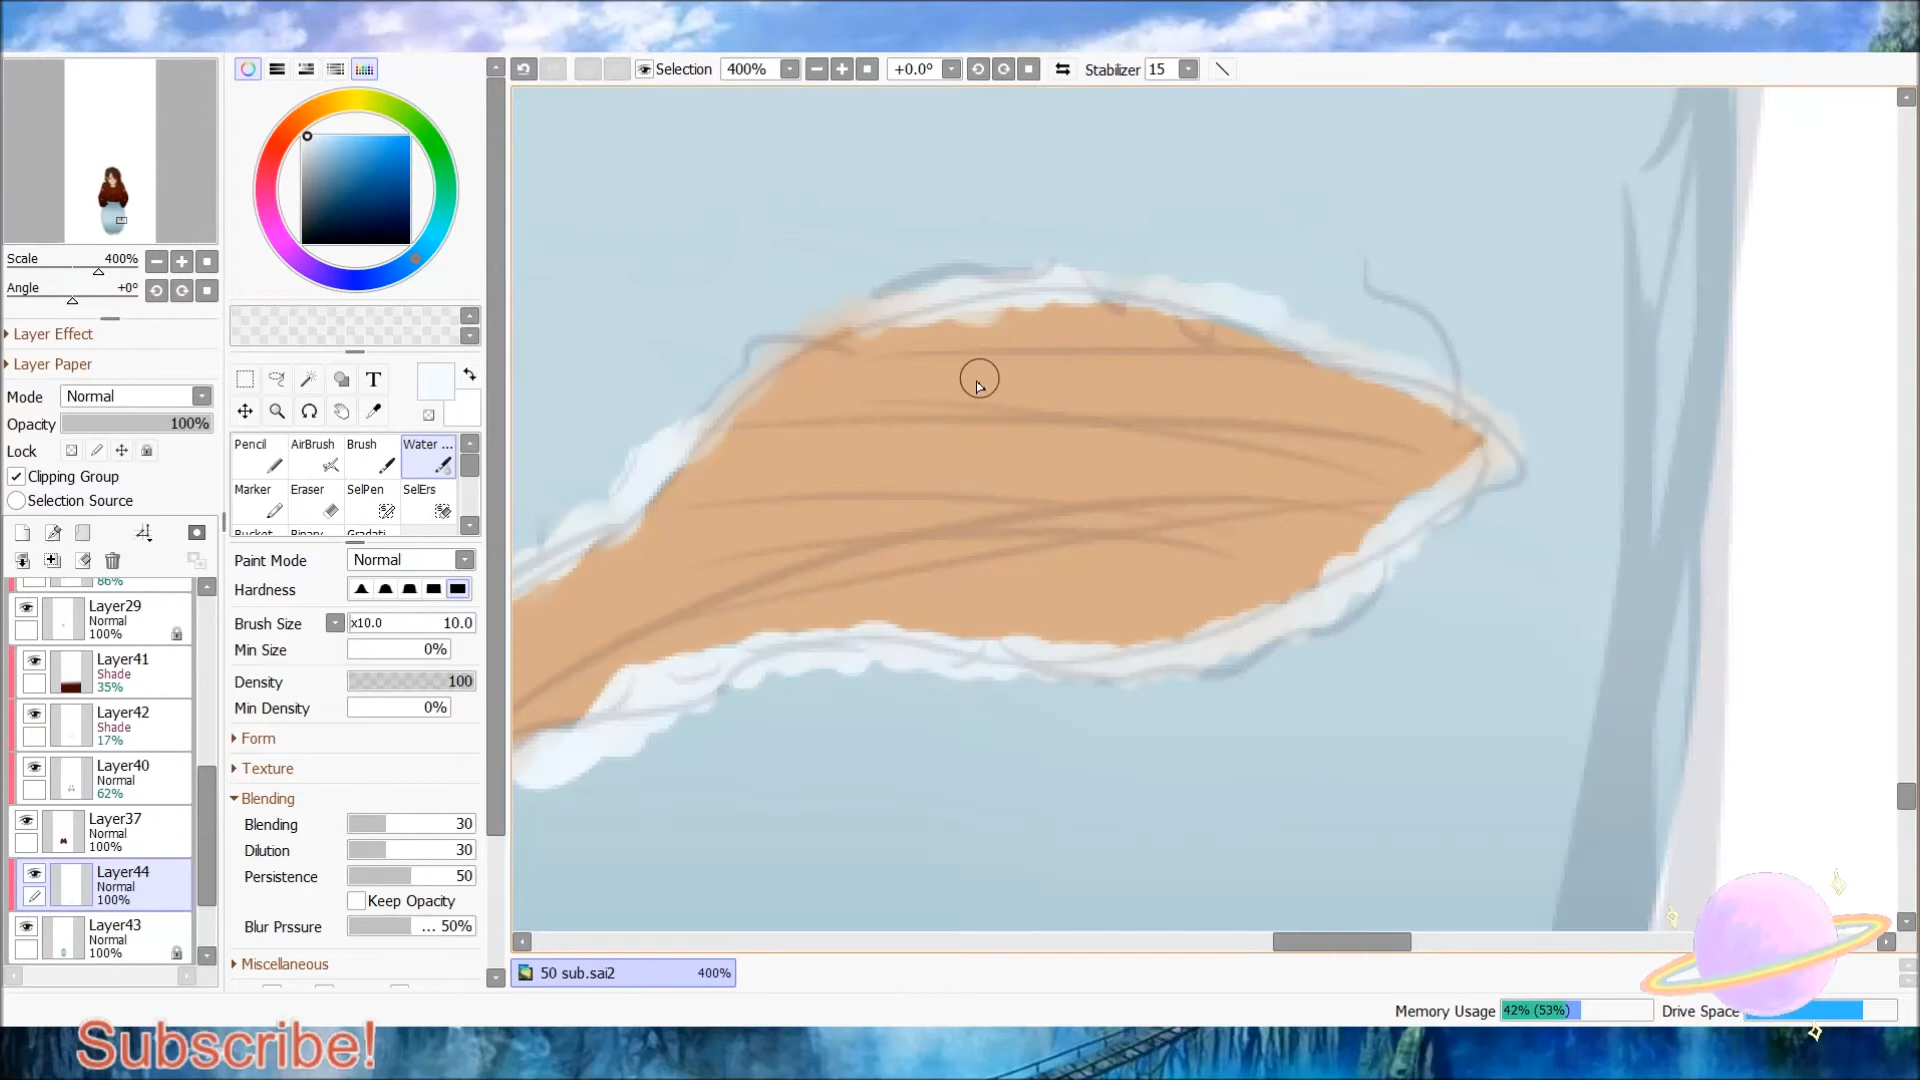 Selection 400% +0.0° Stabilizer 15
Scale 400%
Angle +0°
Layer Effect
Layer Paper
Mode Normal
Opacity 100%
Lock
Clipping Group
Selection Source
86%
Layer29
Normal
100%
Layer41
Shade
35%
Layer42
Shade
17%
Layer40
Normal
62%
Layer37
Normal
100%
Layer44
Normal
100%
Layer43
Normal
100%
T
Pencil AirBrush Brush Water ...
Marker Eraser SelPen SelErs
Paint Mode Normal
Hardness
Brush Size x10.0 10.0
Min Size 0%
Density 100
Min Density 0%
Form
Texture
Blending
Blending 30
Dilution 30
Persistence 50
Keep Opacity
Blur Prssure ... 50%
Miscellaneous
50 sub.sai2 400%
Memory Usage 42% (53%) Drive Space
Subscribe!